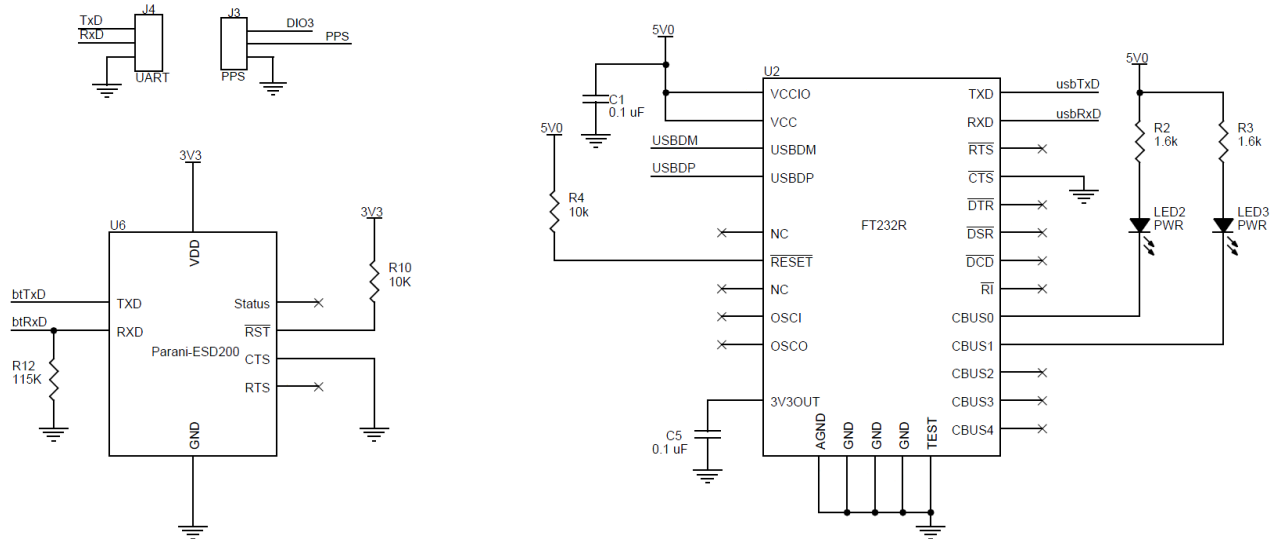 J4
TxD
RxD
UART
J3
DIO3
PPS
PPS
3V3
U6
VDD
btTxD
TXD
btRxD
RXD
Status
RST
Parani-ESD200
CTS
RTS
GND
R12
115K
3V3
R10
10K
5V0
C1
0.1 uF
5V0
R4
10k
USBDM
USBDP
U2
VCCIO
VCC
USBDM
USBDP
NC
RESET
NC
OSCI
OSCO
3V3OUT
C5
0.1 uF
FT232R
AGND
GND
GND
GND
TEST
TXD
RXD
RTS
CTS
DTR
DSR
DCD
RI
CBUS0
CBUS1
CBUS2
CBUS3
CBUS4
usbTxD
usbRxD
5V0
R2
1.6k
R3
1.6k
LED2
PWR
LED3
PWR